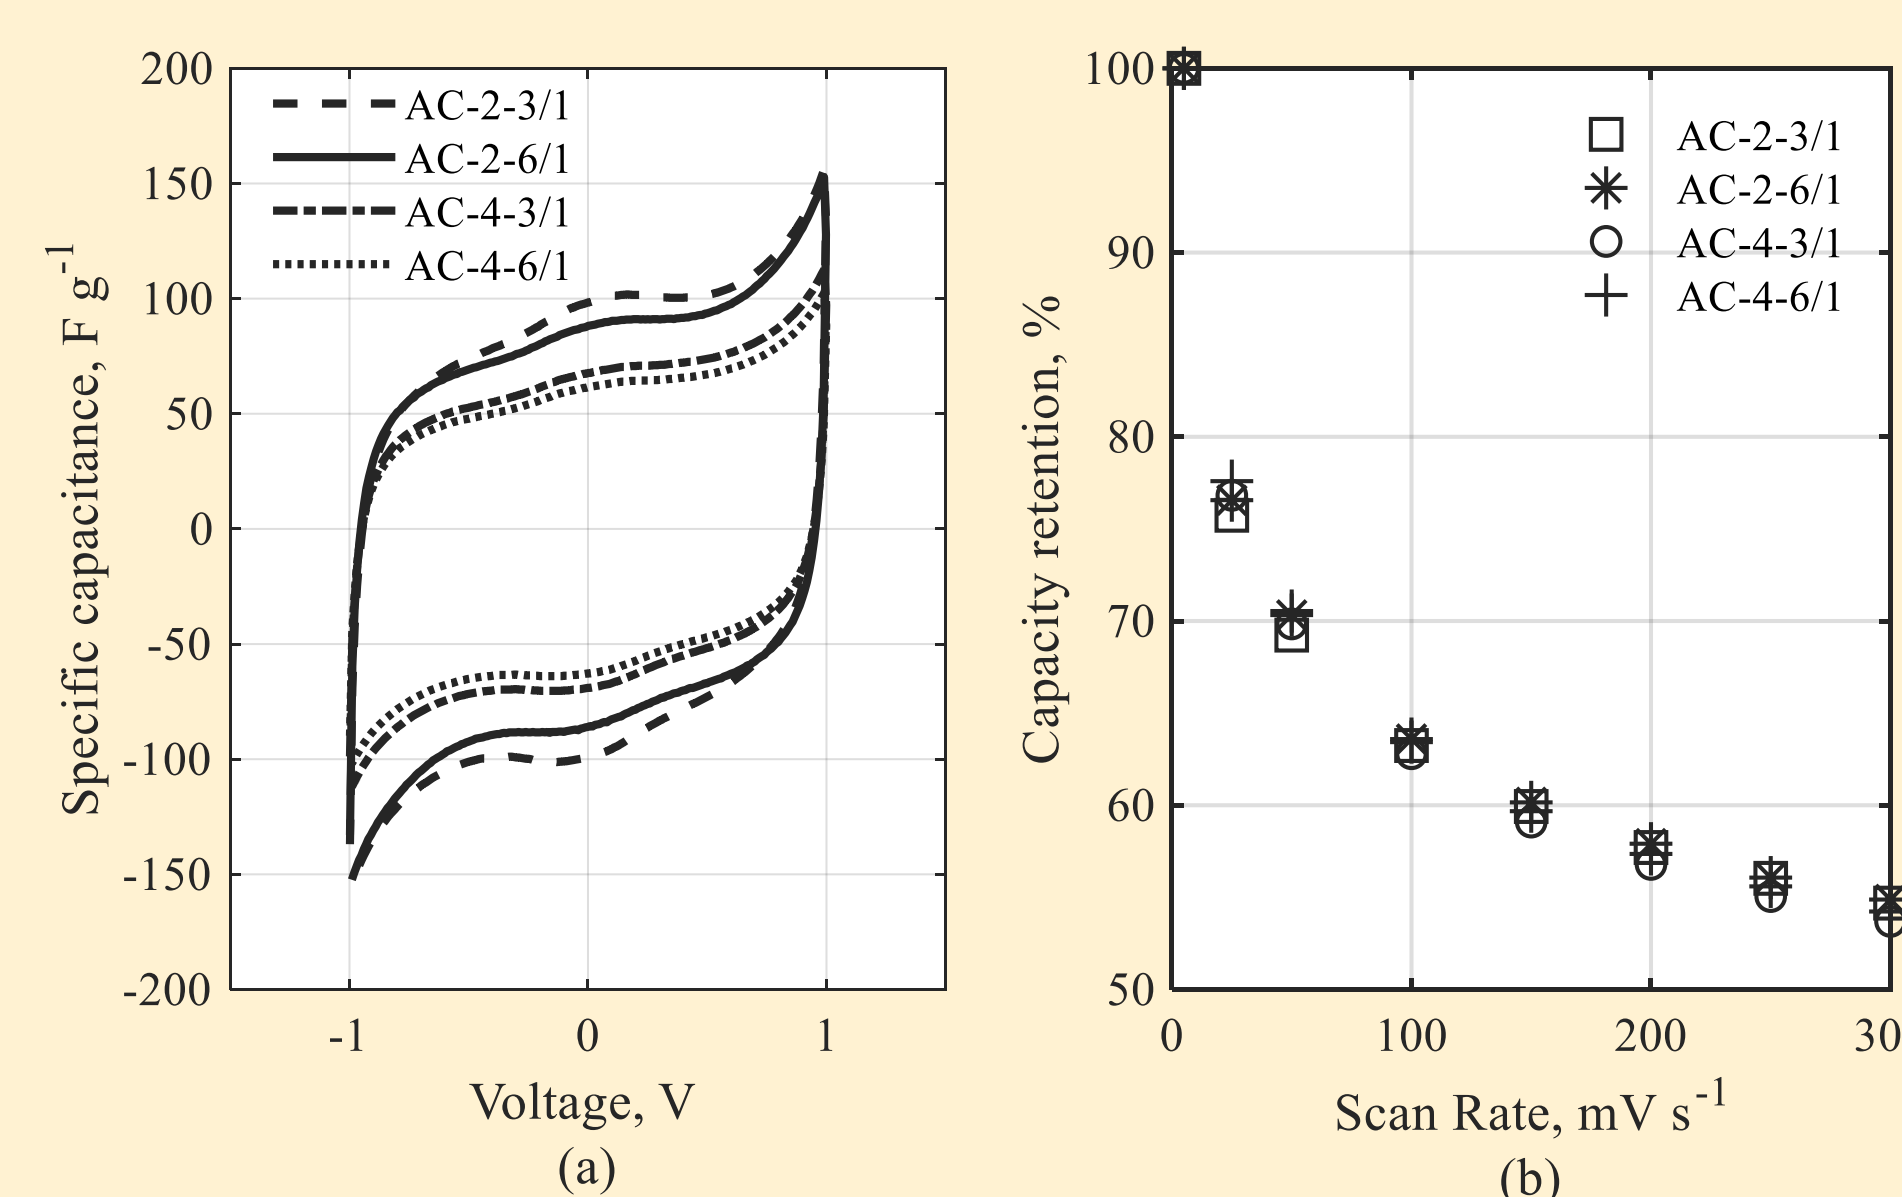 200
150
100
50
0
-50
-100
-150
-200
-1
0
1
Specific capacitance, F g-1
Voltage, V
AC-2-3/1
AC-2-6/1
AC-4-3/1
AC-4-6/1
(a)
100
90
80
70
60
50
0
100
200
30
Capacity retention, %
Scan Rate, mV s-1
AC-2-3/1
AC-2-6/1
AC-4-3/1
AC-4-6/1
(b)